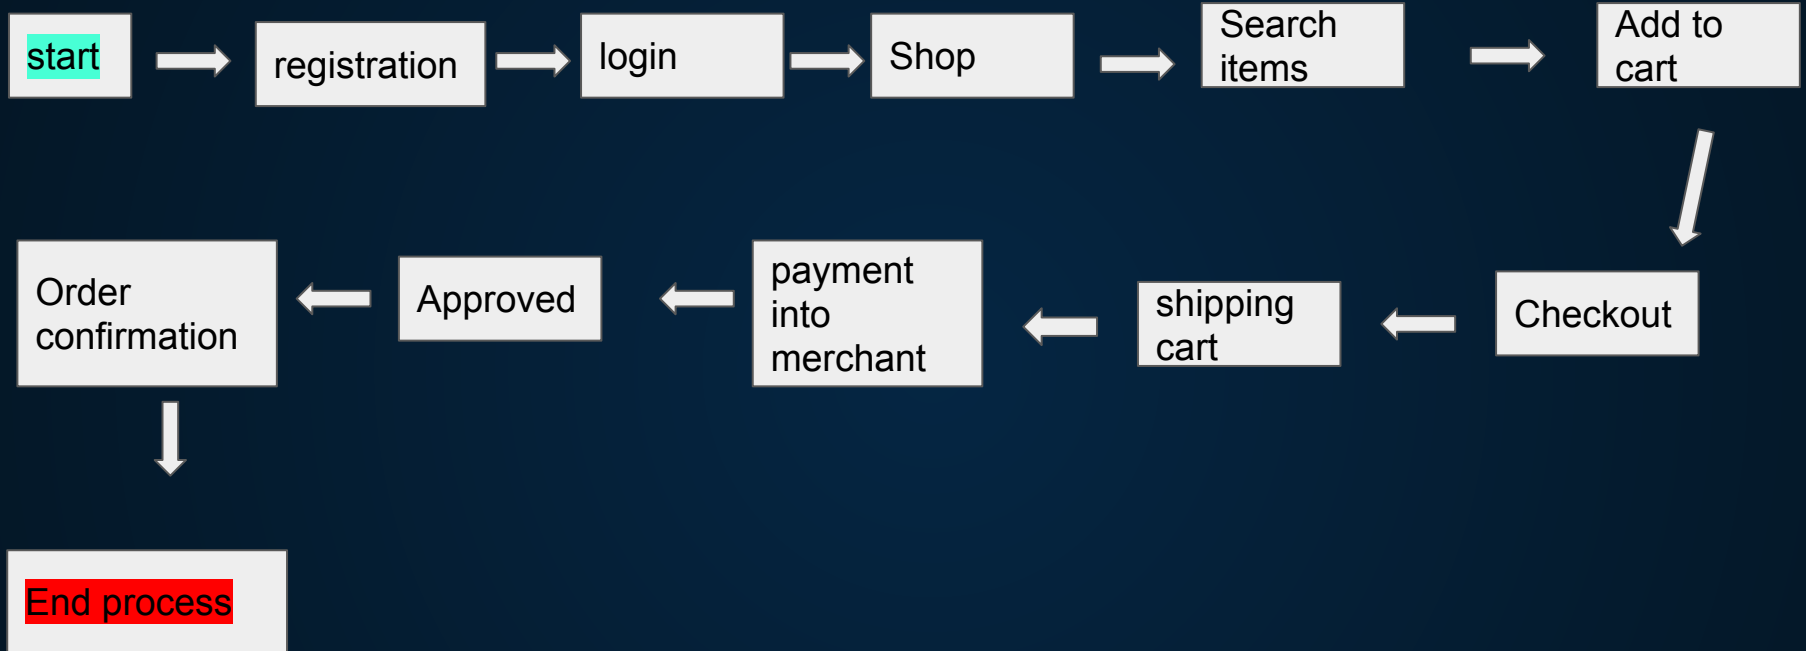 start
registration
login
Shop
Search
items
Add to
cart
Checkout
shipping
cart
payment
into
merchant
Approved
Order
confirmation
End process